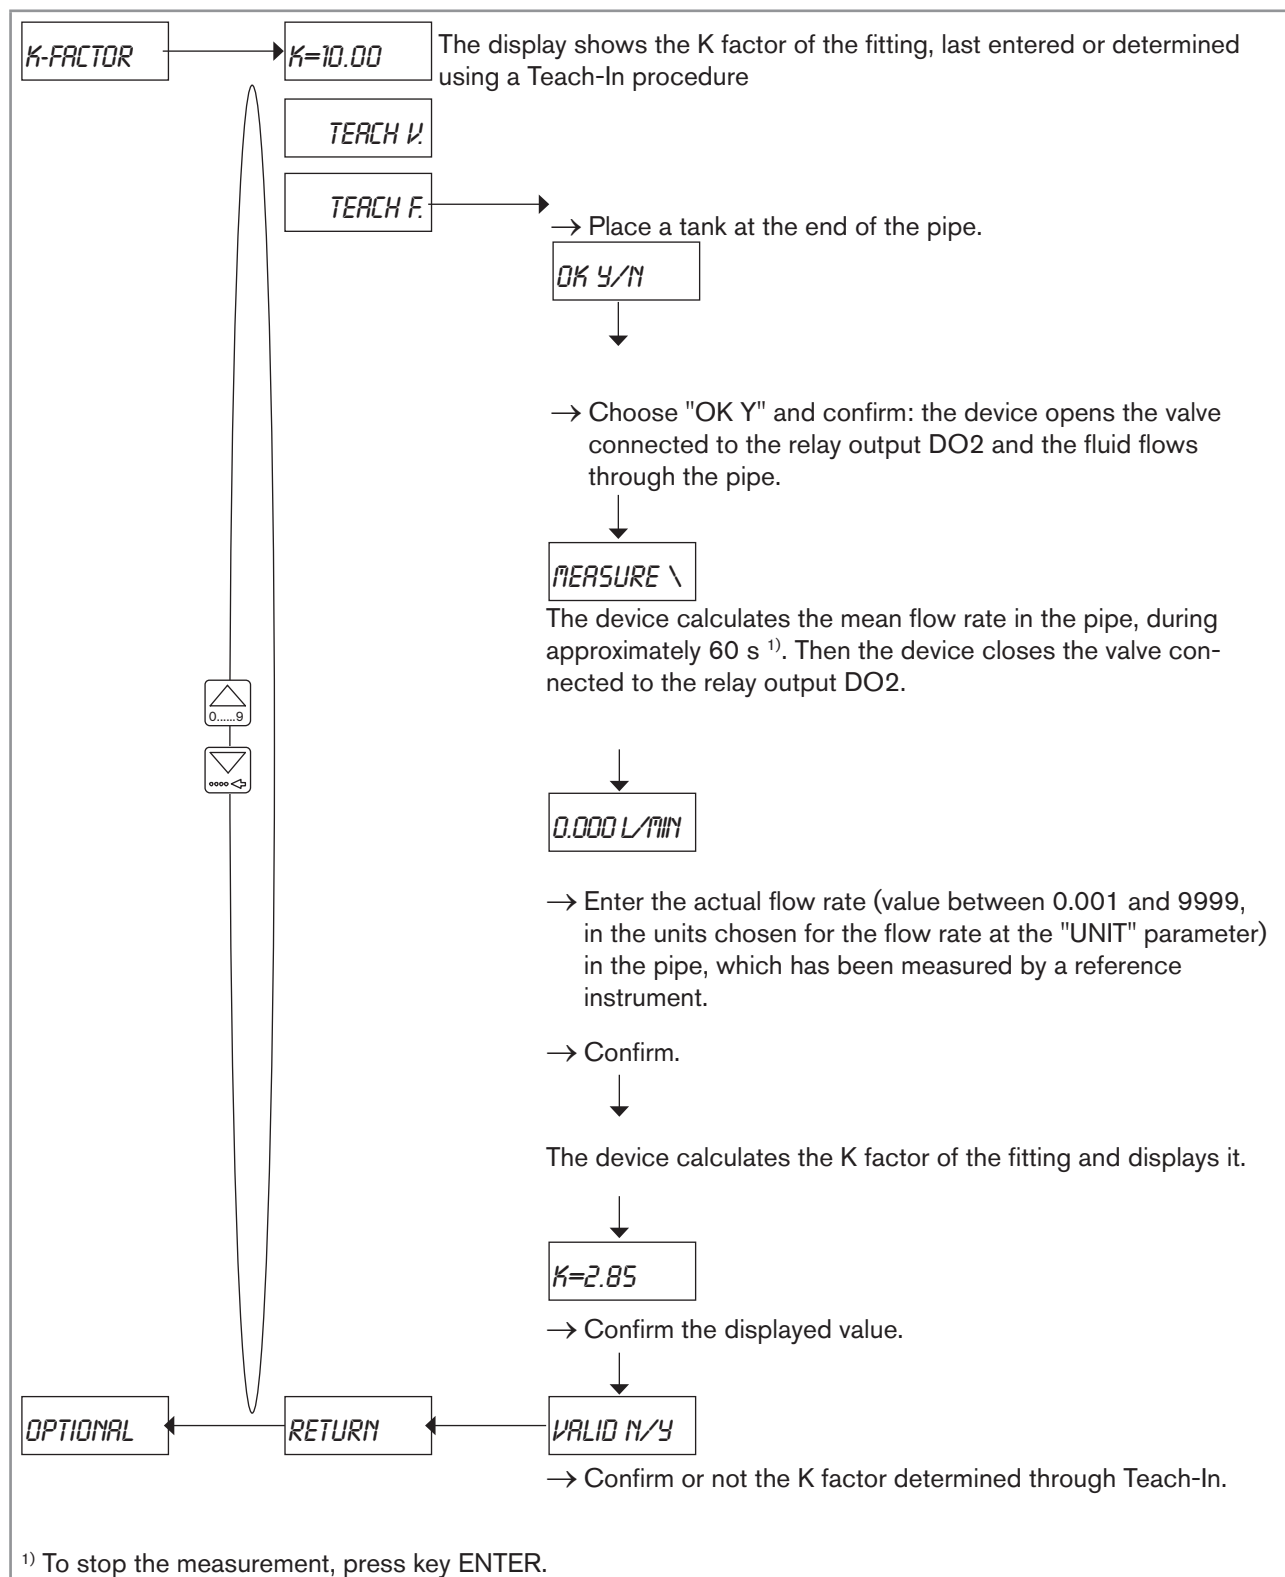 K-FACTOR
K=10.00
The display shows the K factor of the fitting, last entered or determined
using a Teach-In procedure
TEACH V.
TEACH F.
→ Place a tank at the end of the pipe.
OK Y/N
→ Choose "OK Y" and confirm: the device opens the valve
connected to the relay output DO2 and the fluid flows
through the pipe.
MEASURE \
The device calculates the mean flow rate in the pipe, during
approximately 60 s 1). Then the device closes the valve con-
nected to the relay output DO2.
0......9
0.000 L/MIN
→ Enter the actual flow rate (value between 0.001 and 9999,
in the units chosen for the flow rate at the "UNIT" parameter)
in the pipe, which has been measured by a reference
instrument.
→ Confirm.
The device calculates the K factor of the fitting and displays it.
K=2.85
→ Confirm the displayed value.
OPTIONAL
RETURN
VALID N/Y
→ Confirm or not the K factor determined through Teach-In.
1) To stop the measurement, press key ENTER.